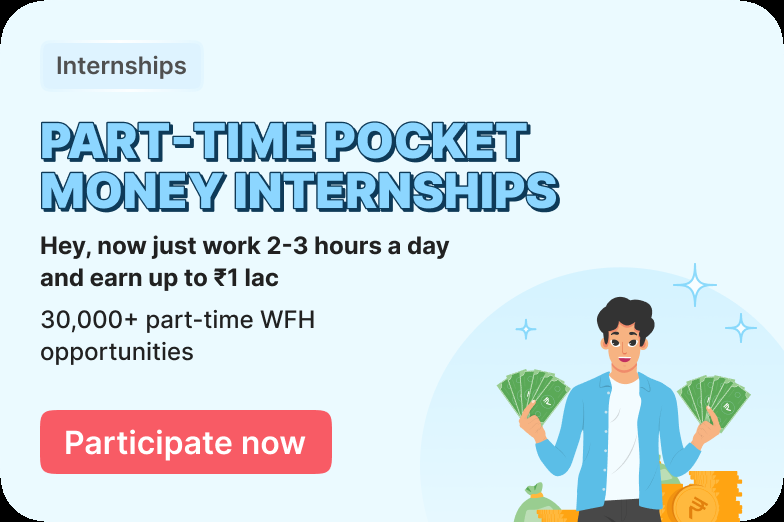 Internships
PART-TIME POCKET
MONEY INTERNSHIPS
Hey, now just work 2-3 hours a day
and earn up to ₹1 lac
30,000+ part-time WFH
opportunities
Participate now